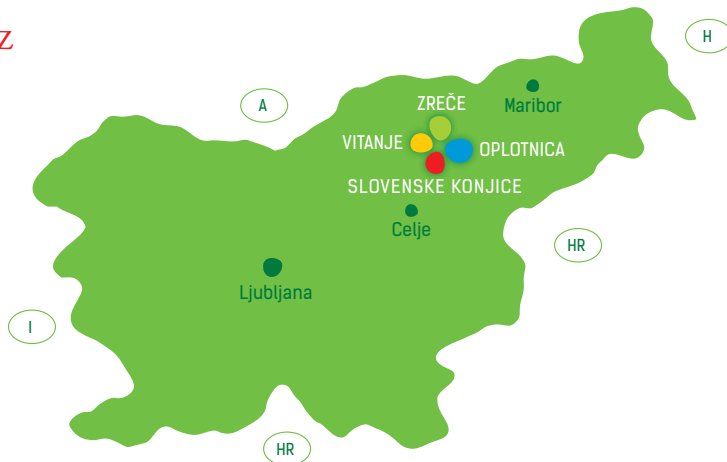 Z
H
A
ZREČE
Maribor
VITANJE
OPLOTNICA
SLOVENSKE KONJICE
Celje
HR
Ljubljana
I
HR